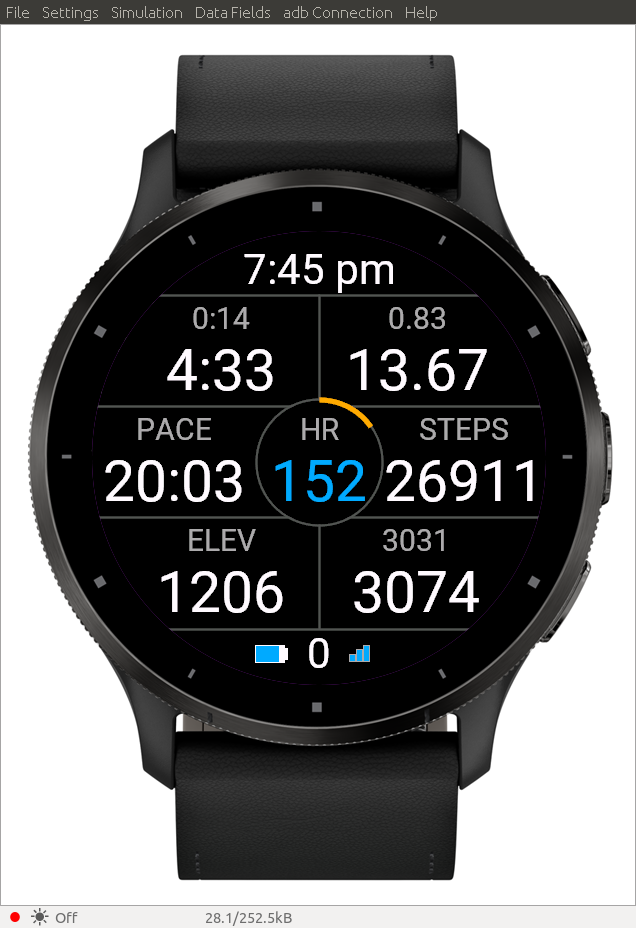 File Settings Simulation Data Fields adb Connection Help
7:45 pm
0:14 0.83
4:33 13.67
PACE HR STEPS
20:03 152 26911
ELEV 3031
1206 3074
0
Off 28.1/252.5kB